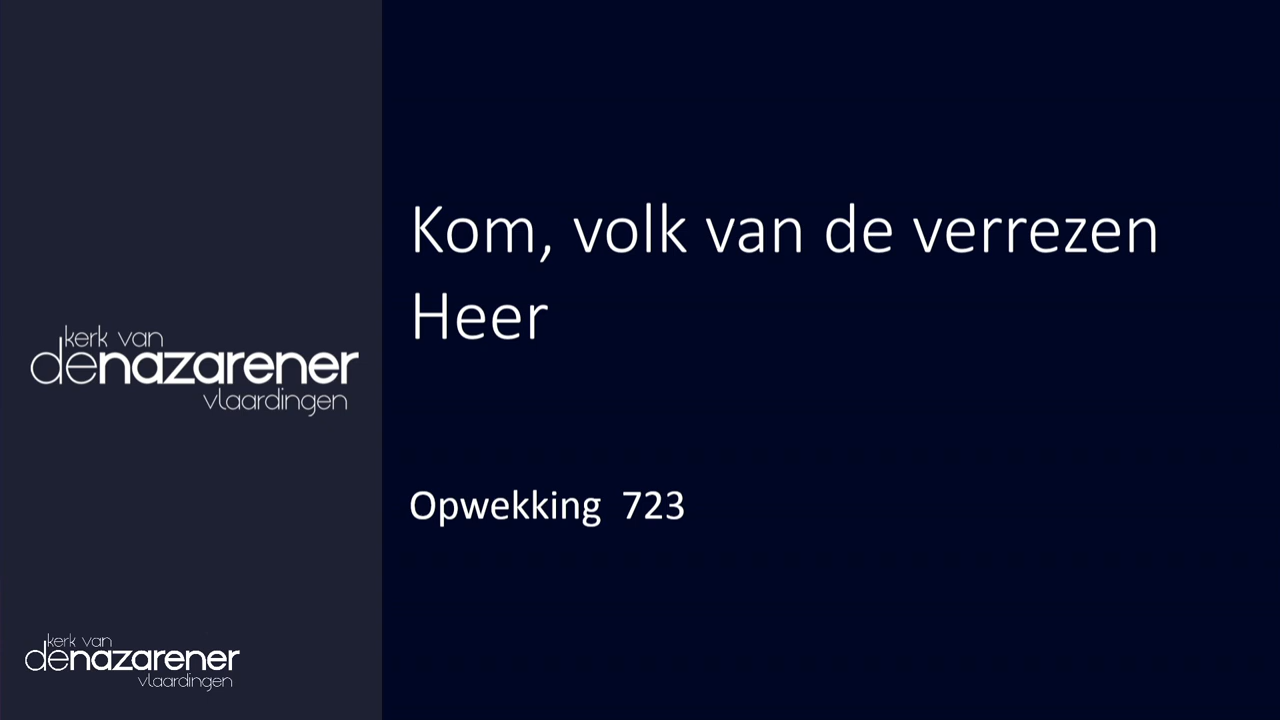 kerk van
denazarener
vlaardingen
Kom, volk van de verrezen
Heer
Opwekking 723
kerk van
denazarener
vlaardingen